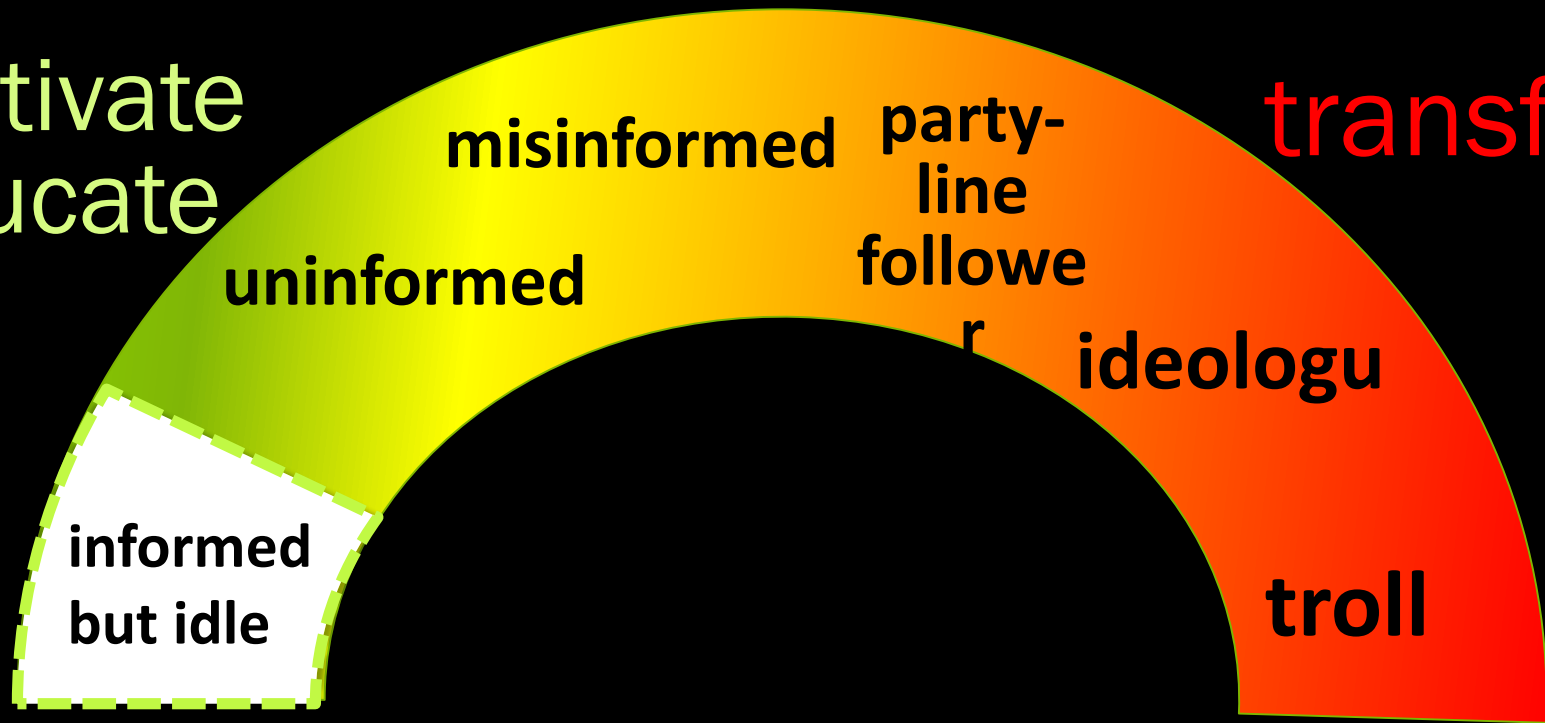 tivate
ucate
transf
misinformed
party-
line
followe
r
uninformed
ideologu
informed
but idle
troll